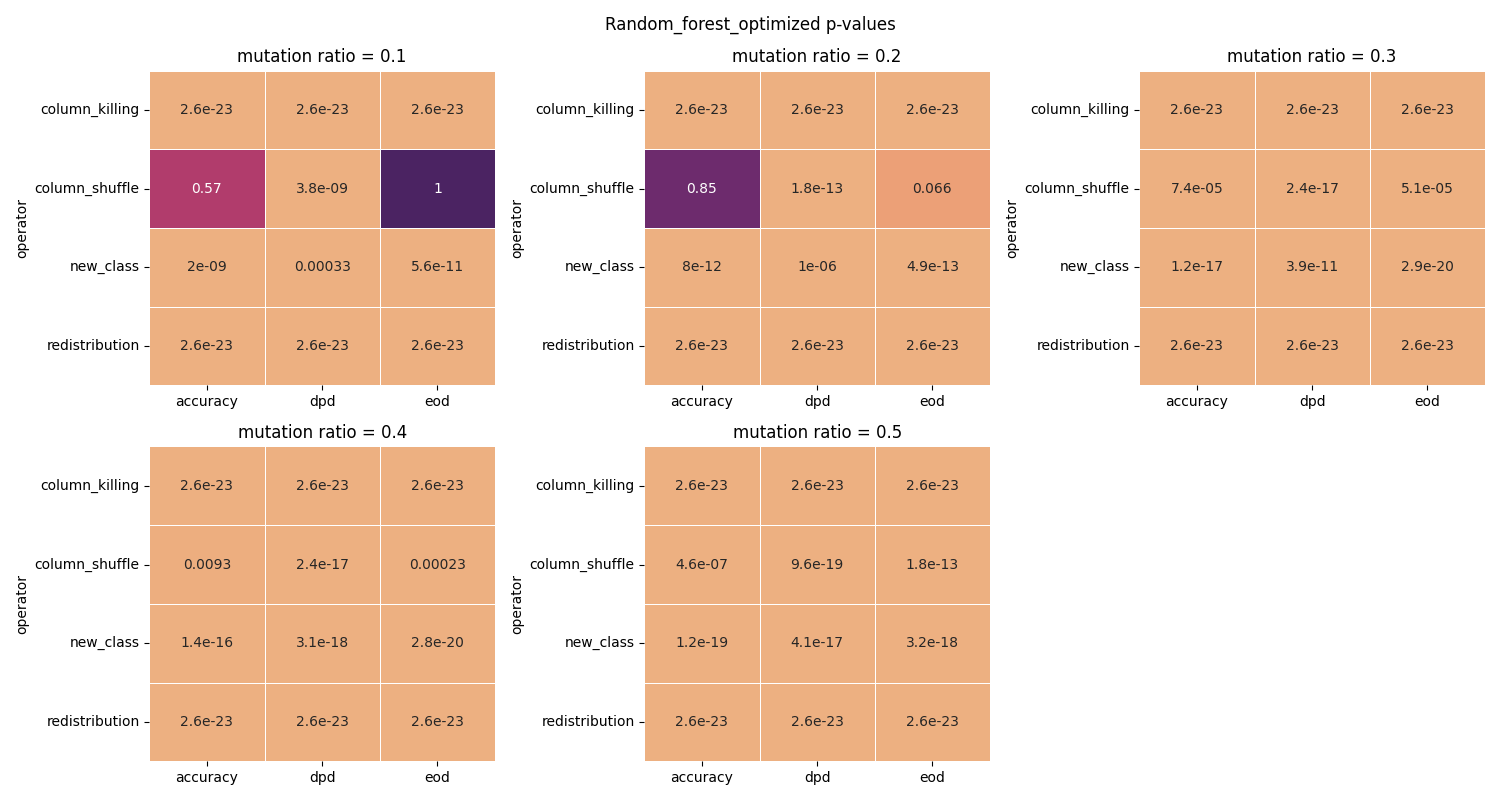 Random_forest_optimized p-values
mutation ratio = 0.1
operator
column_killing 2.6e-23 2.6e-23 2.6e-23
column_shuffle 0.57 3.8e-09 1
new_class 2e-09 0.00033 5.6e-11
redistribution 2.6e-23 2.6e-23 2.6e-23
accuracy dpd eod
mutation ratio = 0.2
operator
column_killing 2.6e-23 2.6e-23 2.6e-23
column_shuffle 0.85 1.8e-13 0.066
new_class 8e-12 1e-06 4.9e-13
redistribution 2.6e-23 2.6e-23 2.6e-23
accuracy dpd eod
mutation ratio = 0.3
operator
column_killing 2.6e-23 2.6e-23 2.6e-23
column_shuffle 7.4e-05 2.4e-17 5.1e-05
new_class 1.2e-17 3.9e-11 2.9e-20
redistribution 2.6e-23 2.6e-23 2.6e-23
accuracy dpd eod
mutation ratio = 0.4
operator
column_killing 2.6e-23 2.6e-23 2.6e-23
column_shuffle 0.0093 2.4e-17 0.00023
new_class 1.4e-16 3.1e-18 2.8e-20
redistribution 2.6e-23 2.6e-23 2.6e-23
accuracy dpd eod
mutation ratio = 0.5
operator
column_killing 2.6e-23 2.6e-23 2.6e-23
column_shuffle 4.6e-07 9.6e-19 1.8e-13
new_class 1.2e-19 4.1e-17 3.2e-18
redistribution 2.6e-23 2.6e-23 2.6e-23
accuracy dpd eod